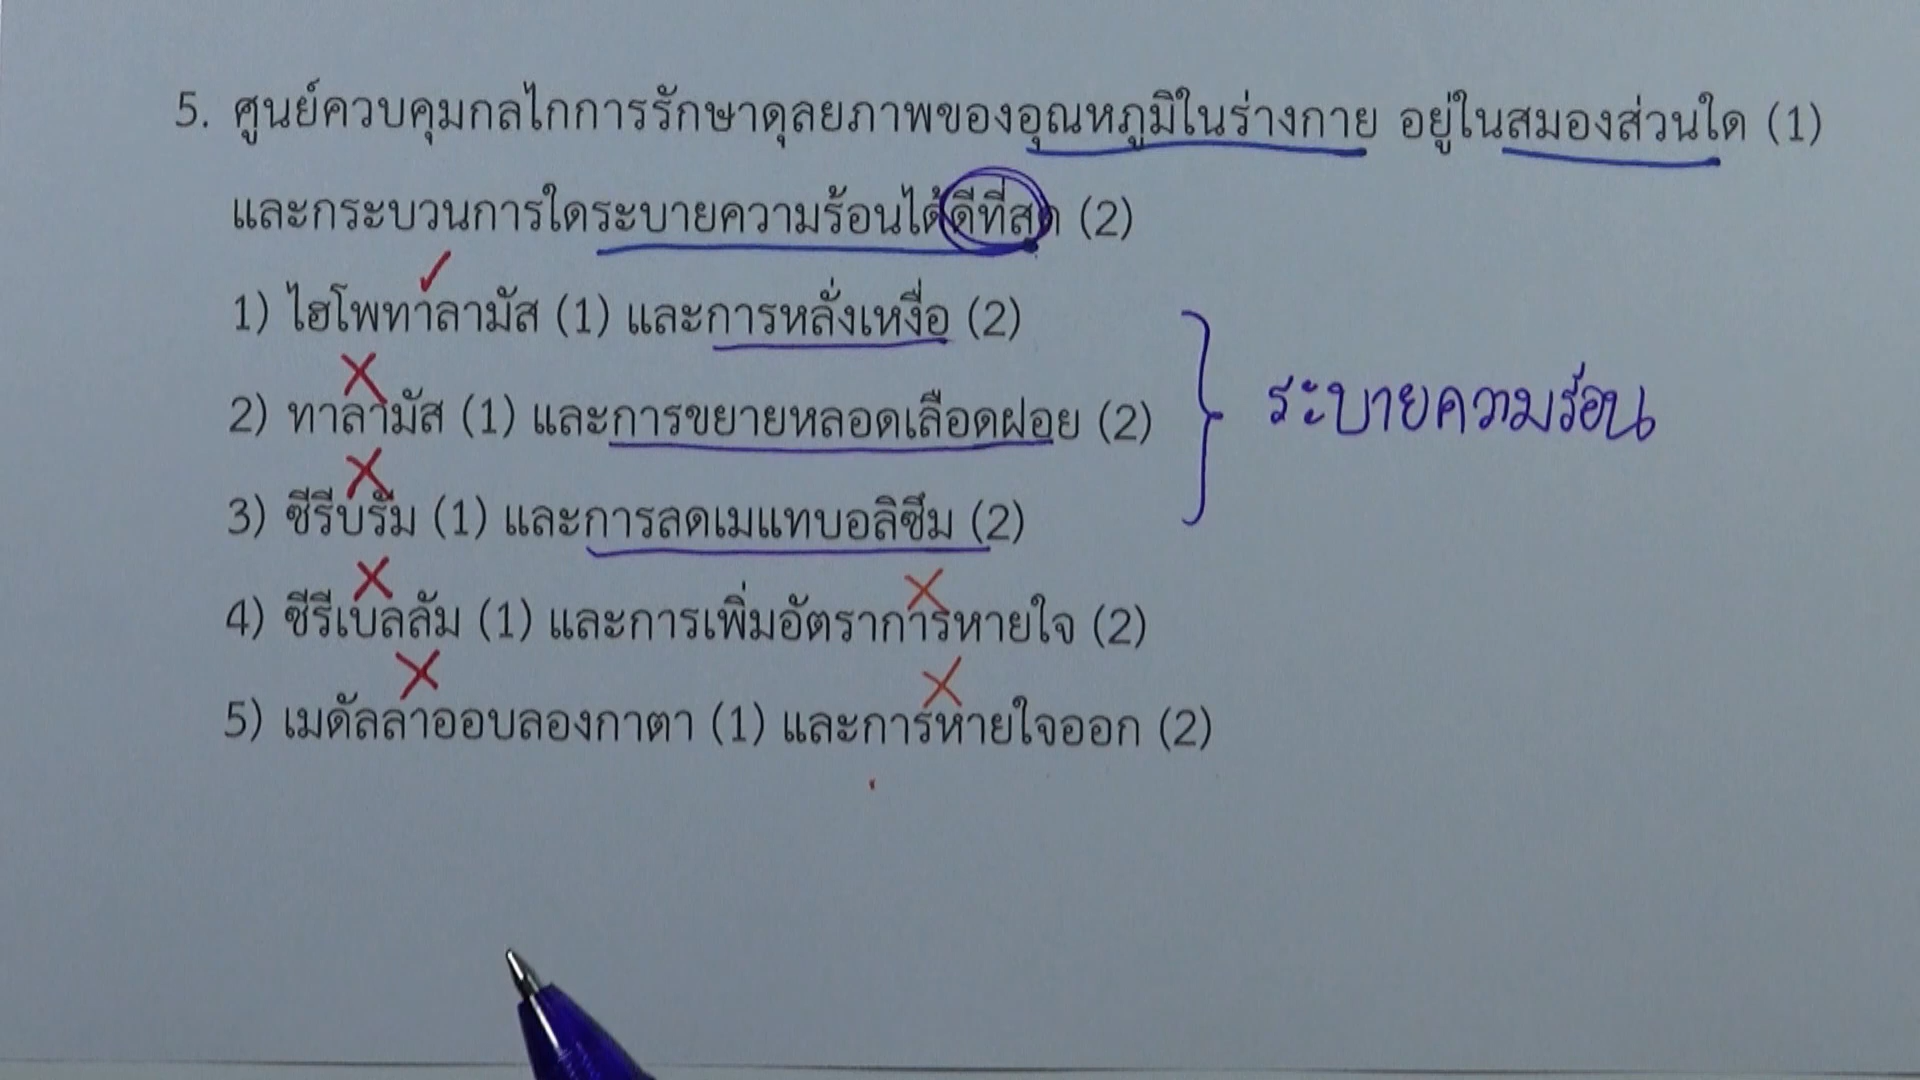 5. ศูนย์ควบคุมกลไกการรักษาดุลยภาพของอุณหภูมิในร่างกาย อยู่ในสมองส่วนใด (1)
และกระบวนการใดระบายความร้อนได้ดีที่สุด (2)
1) ไฮโพทาลามัส (1) และการหลั่งเหงื่อ (2)
2) ทาลามัส (1) และการขยายหลอดเลือดฝอย (2)
ระบายความร้อน
3) ซีรีบรัม (1) และการลดเมแทบอลิซึม (2)
4) ซีรีเบลลัม (1) และการเพิ่มอัตราการหายใจ (2)
5) เมดัลลาออบลองกาตา (1) และการหายใจออก (2)